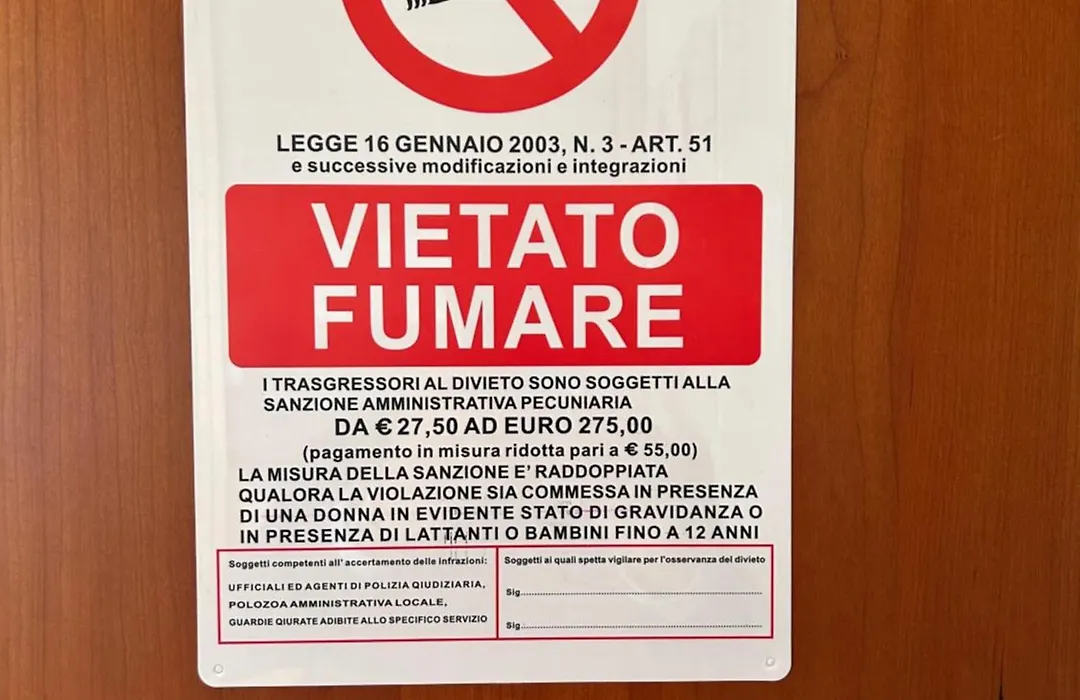 LEGGE 16 GENNAIO 2003, N. 3 - ART. 51
e successive modificazioni e integrazioni
VIETATO
FUMARE
I TRASGRESSORI AL DIVIETO SONO SOGGETTI ALLA
SANZIONE AMMINISTRATIVA PECUNIARIA
DA € 27,50 AD EURO 275,00
(pagamento in misura ridotta pari a € 55,00)
LA MISURA DELLA SANZIONE E' RADDOPPIATA
QUALORA LA VIOLAZIONE SIA COMMESSA IN PRESENZA
DI UNA DONNA IN EVIDENTE STATO DI GRAVIDANZA O
IN PRESENZA DI LATTANTI O BAMBINI FINO A 12 ANNI
Soggetti competenti all' accertamento delle infrazioni:
UFFICIALI ED AGENTI DI POLIZIA QIUDIZIARIA,
POLOZOA AMMINISTRATIVA LOCALE,
GUARDIE QIURATE ADIBITE ALLO SPECIFICO SERVIZIO
Soggetti ai quali spetta vigilare per l'osservanza del divieto
Sig.
Sig.